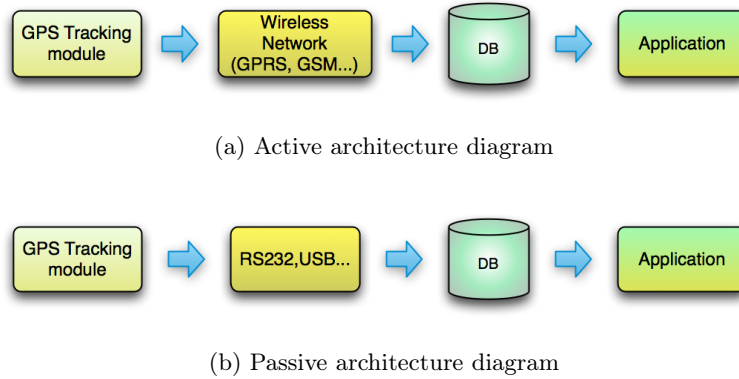 GPS Tracking
module
Wireless
Network
(GPRS, GSM...)
DB
Application
(a) Active architecture diagram
GPS Tracking
module
RS232,USB...
DB
Application
(b) Passive architecture diagram